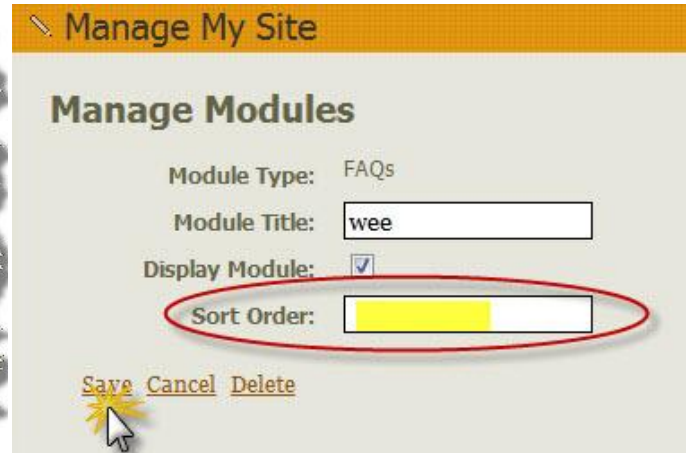 Manage My Site
Manage Modules
Module Type: FAQs
Module Title: wee
Display Module:
Sort Order:
Save Cancel Delete